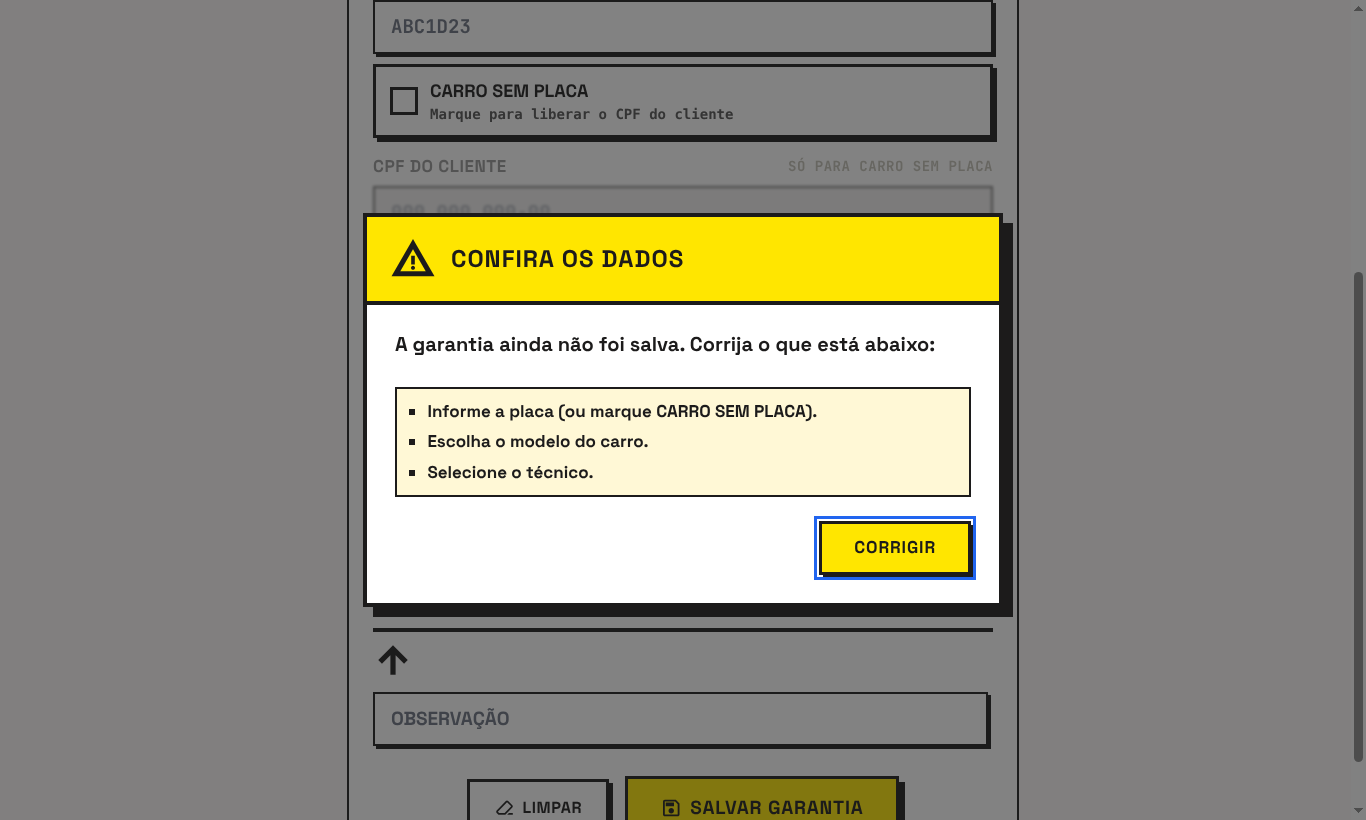 ABC1D23
CARRO SEM PLACA
Marque para liberar o CPF do cliente
CPF DO CLIENTE
SÓ PARA CARRO SEM PLACA
CONFIRA OS DADOS
A garantia ainda não foi salva. Corrija o que está abaixo:
Informe a placa (ou marque CARRO SEM PLACA).
Escolha o modelo do carro.
Selecione o técnico.
CORRIGIR
OBSERVAÇÃO
LIMPAR
SALVAR GARANTIA